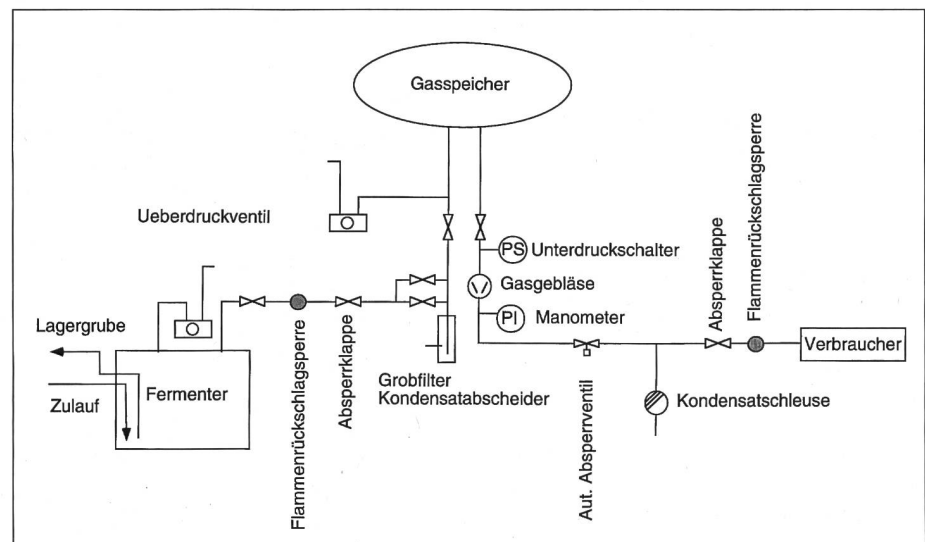 Gasspeicher
Ueberdruckventil
PS
Unterdruckschalter
Gasgebläse
PI
Manometer
Lagergrube
Zulauf
Fermenter
Flammenrückschlagsperre
Absperrklappe
Grobfilter
Kondensatabscheider
Aut. Absperrventil
Kondensatschleuse
Absperrklappe
Flammenrückschlagsperre
Verbraucher